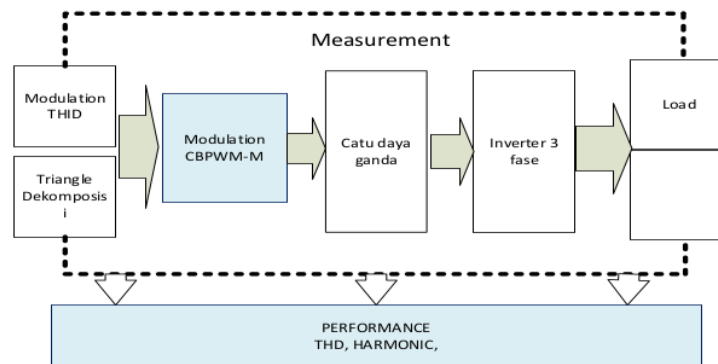 Measurement
Modulation
THID
Triangle
Dekomposis
i
Modulation
CBPWM-M
Catu daya
ganda
Inverter 3
fase
Load
PERFORMANCE
THD, HARMONIC,